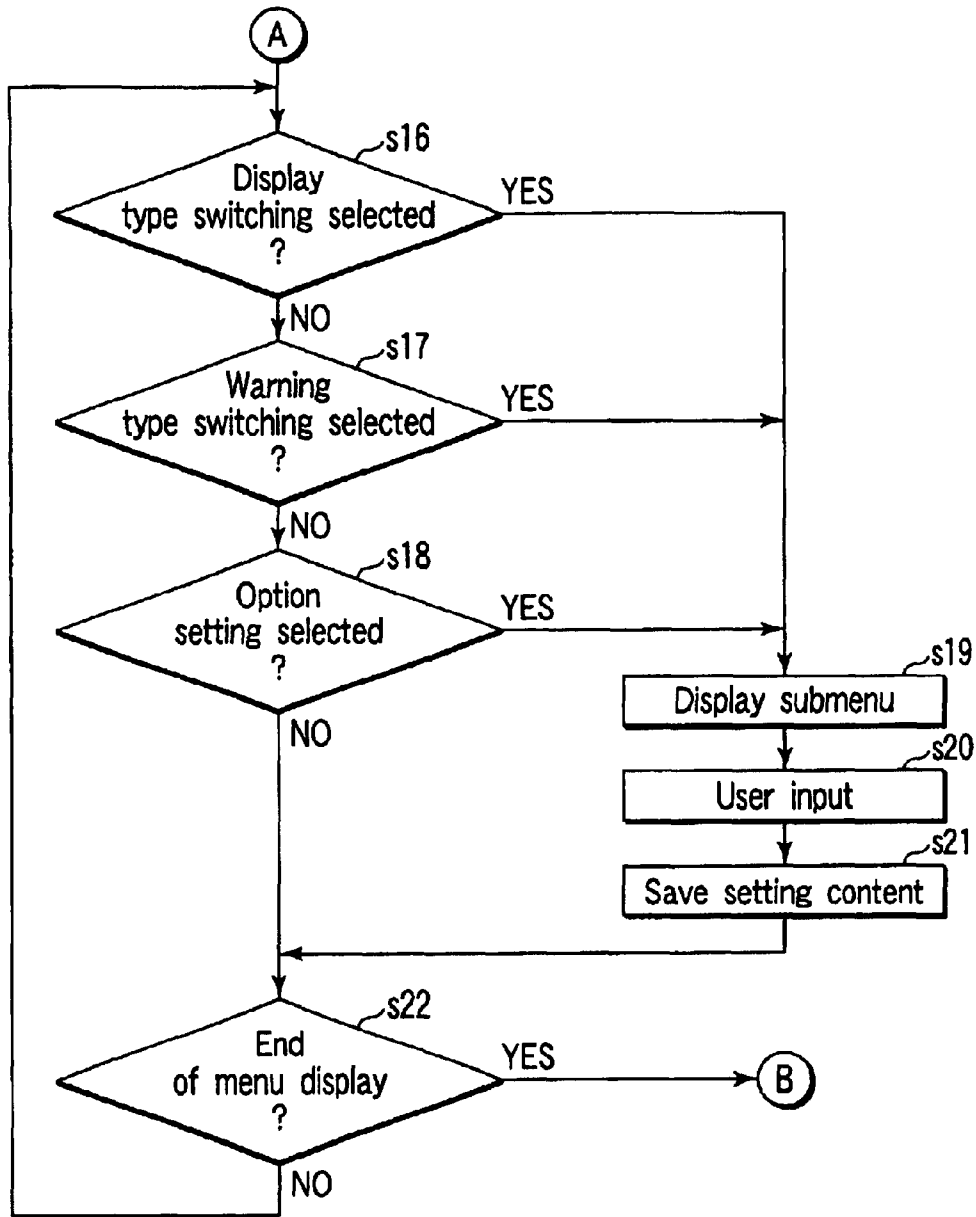 A
s16
Display
type switching selected
?
YES
NO
s17
Warning
type switching selected
?
YES
NO
s18
Option
setting selected
?
YES
NO
s19
Display submenu
s20
User input
s21
Save setting content
s22
End
of menu display
?
YES
B
NO